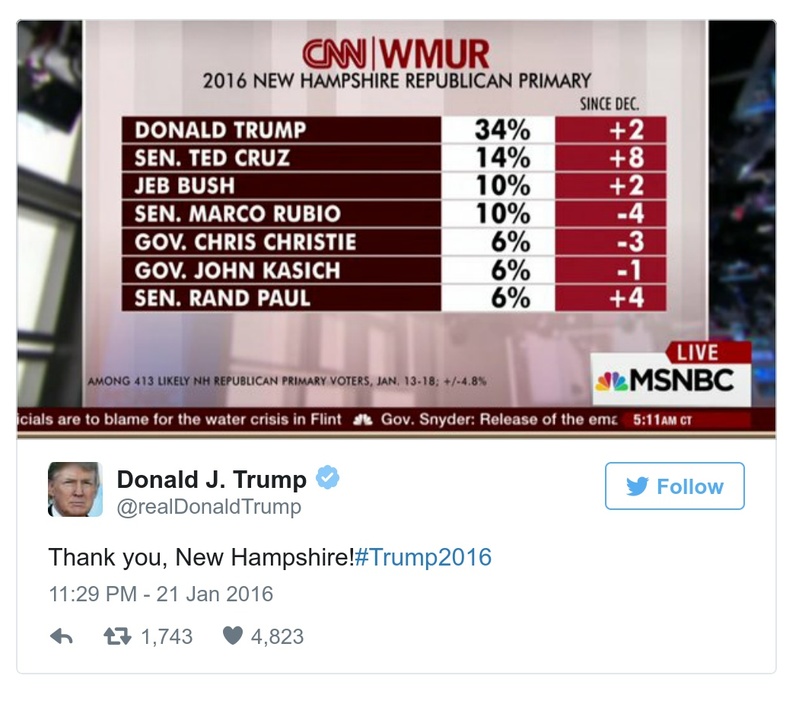 CNN|WMUR
2016 NEW HAMPSHIRE REPUBLICAN PRIMARY
SINCE DEC.
DONALD TRUMP 34% +2
SEN. TED CRUZ 14% +8
JEB BUSH 10% +2
SEN. MARCO RUBIO 10% -4
GOV. CHRIS CHRISTIE 6% -3
GOV. JOHN KASICH 6% -1
SEN. RAND PAUL 6% +4
LIVE
MSNBC
AMONG 413 LIKELY NH REPUBLICAN PRIMARY VOTERS, JAN. 13-18; +/-4.8%
icials are to blame for the water crisis in Flint Gov. Snyder: Release of the ema 5:11AM CT
Donald J. Trump
@realDonaldTrump
Follow
Thank you, New Hampshire!#Trump2016
11:29 PM - 21 Jan 2016
1,743 4,823